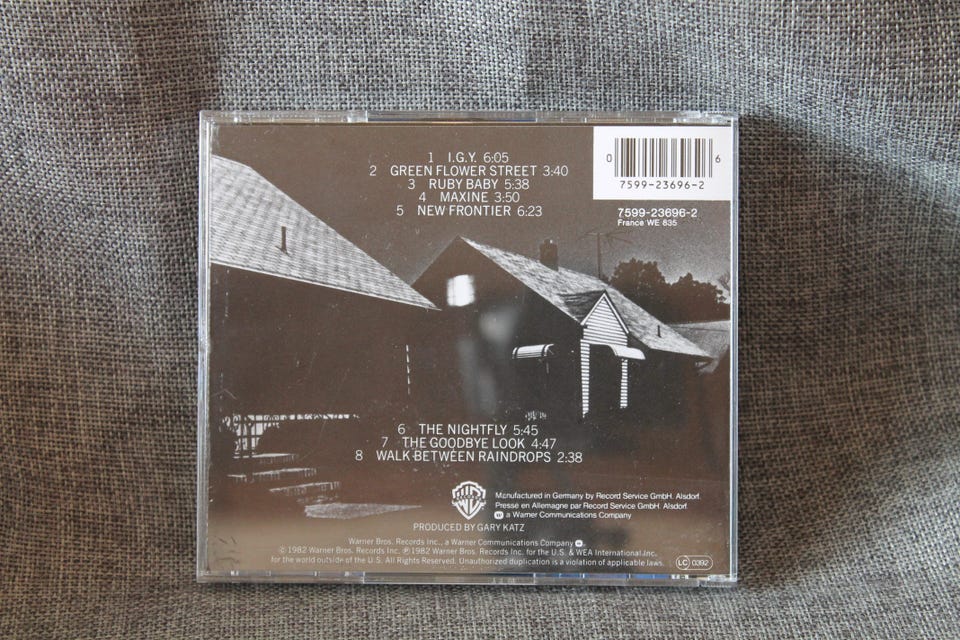 1 I.G.Y. 6:05
2 GREEN FLOWER STREET 3:40
3 RUBY BABY 5:38
4 MAXINE 3:50
5 NEW FRONTIER 6:23
0 6
7599-23696-2
7599-23696-2
France WE 835
6 THE NIGHTFLY 5:45
7 THE GOODBYE LOOK 4:47
8 WALK BETWEEN RAINDROPS 2:38
Manufactured in Germany by Record Service GmbH. Alsdorf.
Pressé en Allemagne par Record Service GmbH. Alsdorf.
a Warner Communications Company
PRODUCED BY GARY KATZ
Warner Bros. Records Inc., a Warner Communications Company
© 1982 Warner Bros. Records Inc. ℗ 1982 Warner Bros. Records Inc. for the U.S. & WEA International Inc.
for the world outside of the U.S. All Rights Reserved. Unauthorized duplication is a violation of applicable laws.
LC 0392